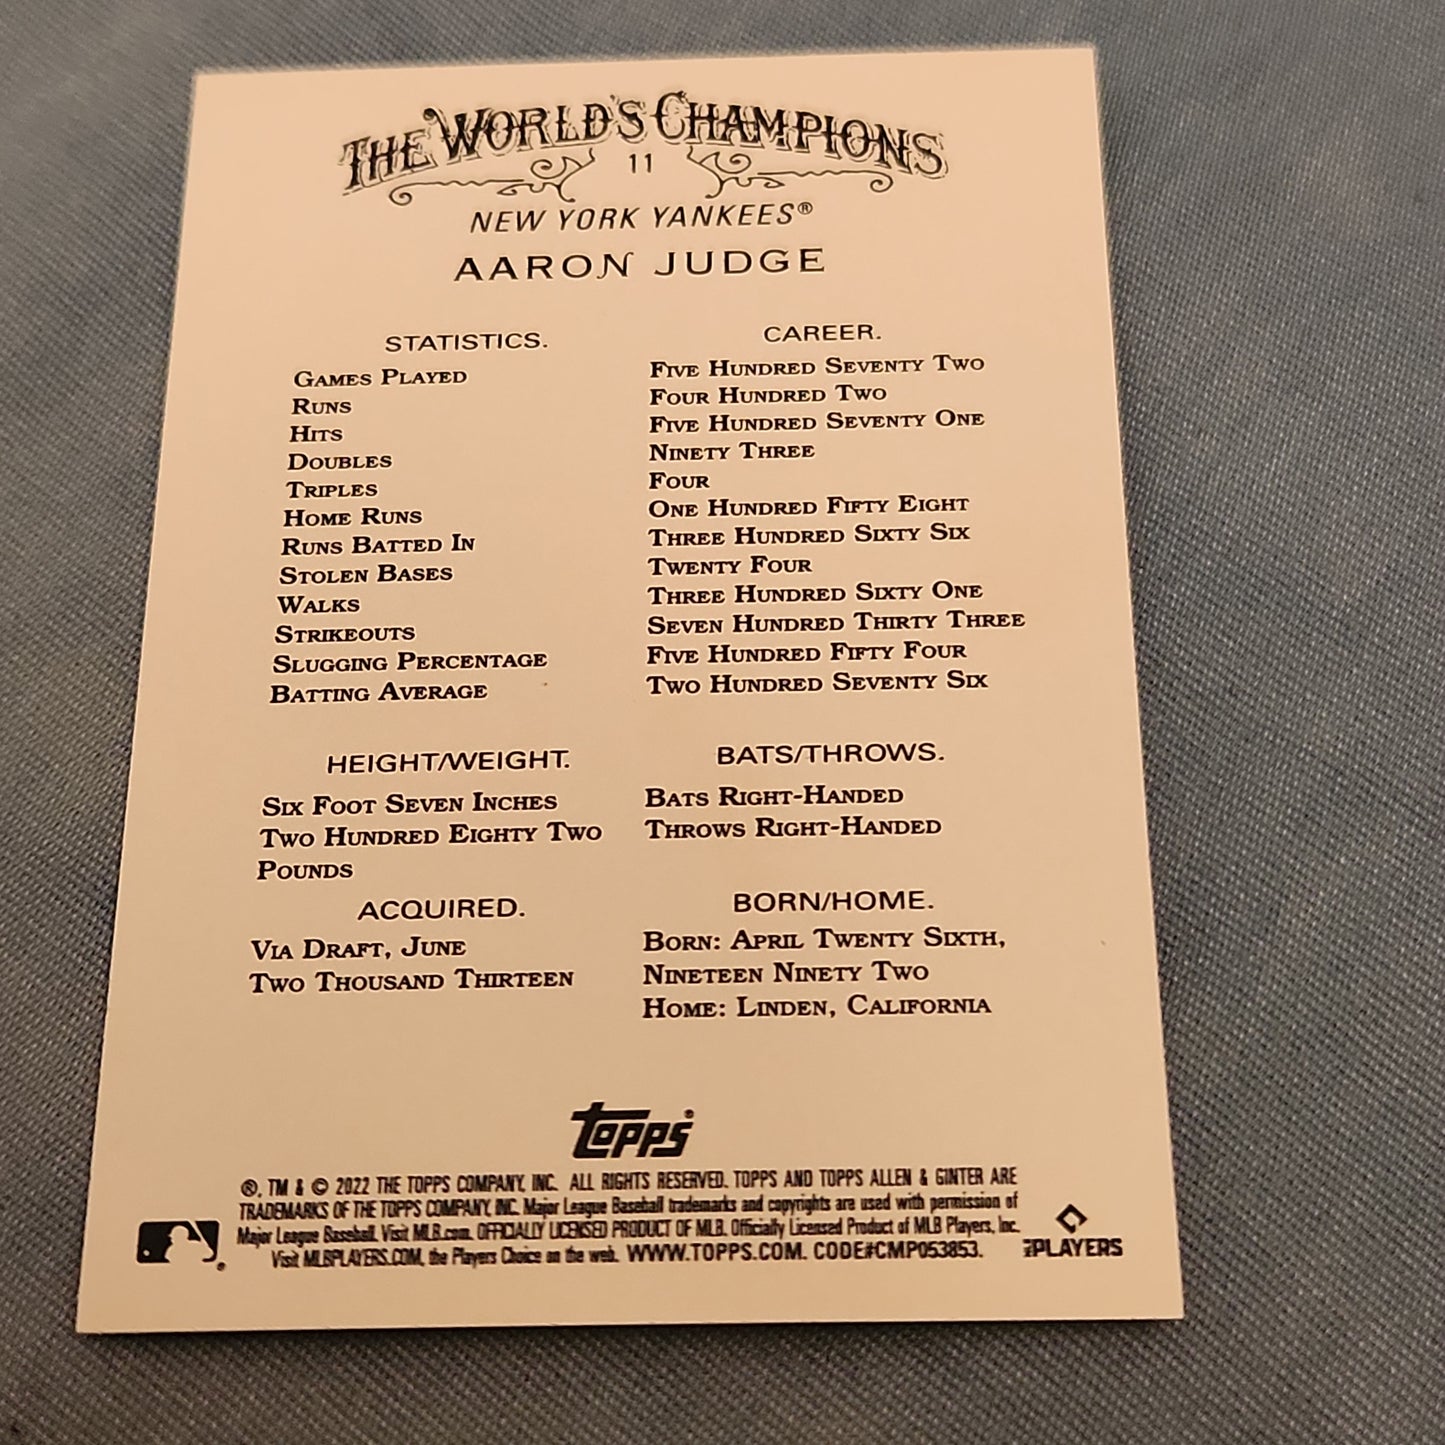 THE WORLD'S CHAMPIONS
11
NEW YORK YANKEES®
AARON JUDGE
STATISTICS. CAREER.
GAMES PLAYED FIVE HUNDRED SEVENTY TWO
RUNS FOUR HUNDRED TWO
HITS FIVE HUNDRED SEVENTY ONE
DOUBLES NINETY THREE
TRIPLES FOUR
HOME RUNS ONE HUNDRED FIFTY EIGHT
RUNS BATTED IN THREE HUNDRED SIXTY SIX
STOLEN BASES TWENTY FOUR
WALKS THREE HUNDRED SIXTY ONE
STRIKEOUTS SEVEN HUNDRED THIRTY THREE
SLUGGING PERCENTAGE FIVE HUNDRED FIFTY FOUR
BATTING AVERAGE TWO HUNDRED SEVENTY SIX
HEIGHT/WEIGHT.
SIX FOOT SEVEN INCHES
TWO HUNDRED EIGHTY TWO
POUNDS
BATS/THROWS.
BATS RIGHT-HANDED
THROWS RIGHT-HANDED
ACQUIRED.
VIA DRAFT, JUNE
TWO THOUSAND THIRTEEN
BORN/HOME.
BORN: APRIL TWENTY SIXTH,
NINETEEN NINETY TWO
HOME: LINDEN, CALIFORNIA
topps®
®, TM & © 2022 THE TOPPS COMPANY, INC. ALL RIGHTS RESERVED. TOPPS AND TOPPS ALLEN & GINTER ARE
TRADEMARKS OF THE TOPPS COMPANY, INC. Major League Baseball trademarks and copyrights are used with permission of
Major League Baseball. Visit MLB.com. OFFICIALLY LICENSED PRODUCT OF MLB. Officially Licensed Product of MLB Players, Inc.
Visit MLBPLAYERS.COM, the Players Choice on the web. WWW.TOPPS.COM. CODE#CMP053853.
PLAYERS